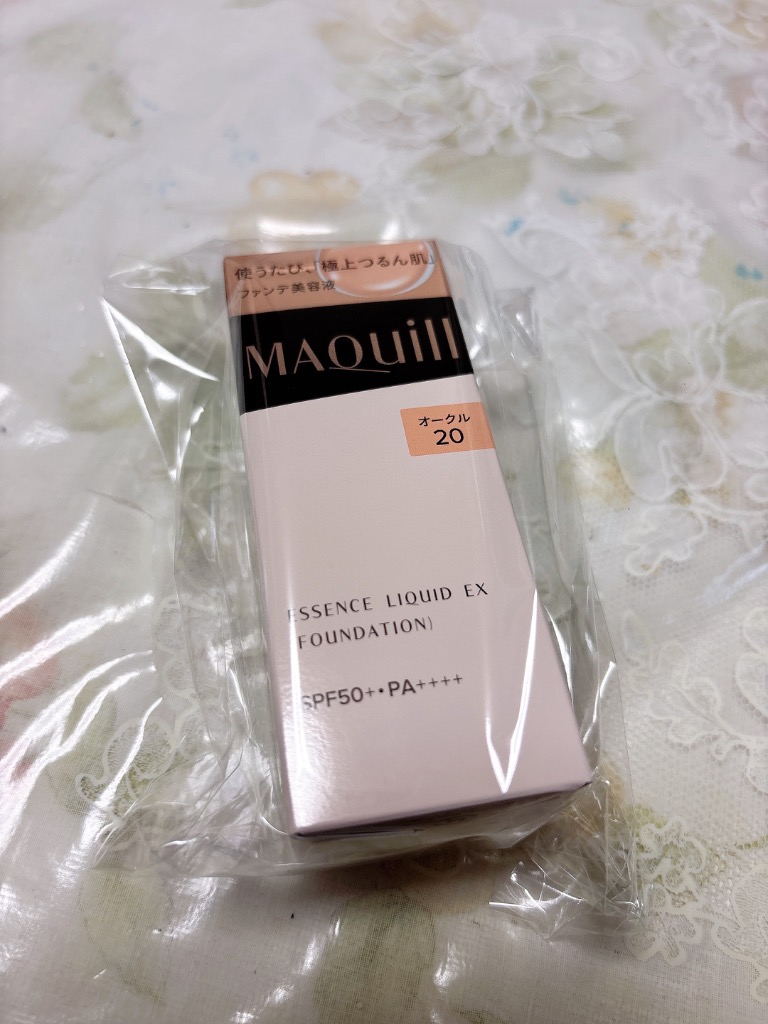 使うたび、「極上つるん肌」
ファンデ美容液
MAQuill
オークル
20
ESSENCE LIQUID EX
(FOUNDATION)
SPF50+・PA++++